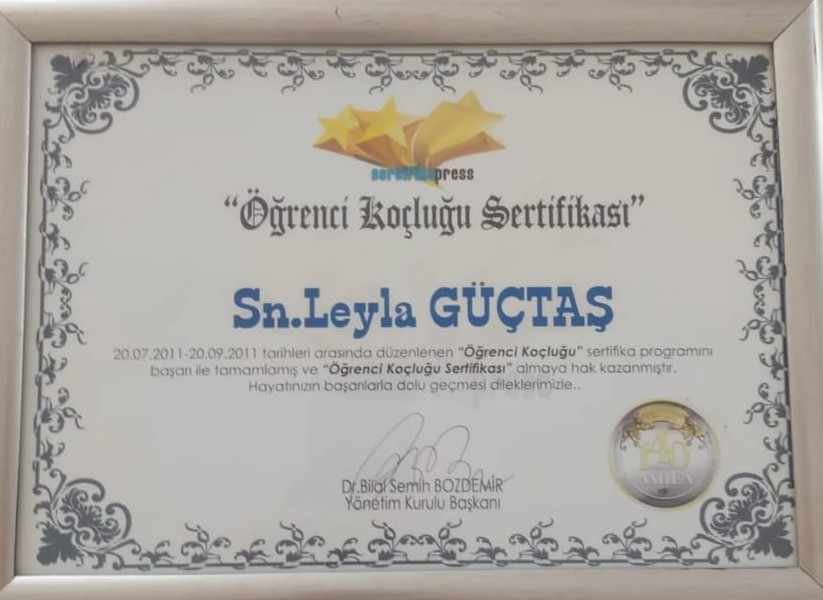 sertifikapress
“Öğrenci Koçluğu Sertifikası”
Sn.Leyla GÜÇTAŞ
20.07.2011-20.09.2011 tarihleri arasında düzenlenen “Öğrenci Koçluğu” sertifika programını
başarı ile tamamlamış ve “Öğrenci Koçluğu Sertifikası” almaya hak kazanmıştır.
Hayatınızın başarılarla dolu geçmesi dileklerimizle..
Dr.Bilal Semih BOZDEMİR
Yönetim Kurulu Başkanı